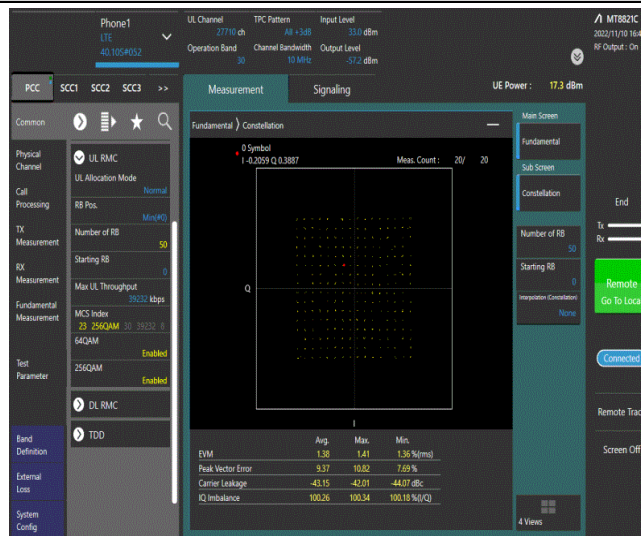 Phone1
LTE
40.10S#052
UL Channel
27710 ch
TPC Pattern
All +3dB
Input Level
33.0 dBm
Operation Band
30
Channel Bandwidth
10 MHz
Output Level
-57.2 dBm
MT8821C
2022/11/10 16:4
RF Output : On
PCC SCC1 SCC2 SCC3 >>
Measurement
Signaling
UE Power : 17.3 dBm
Common
Physical
Channel
Call
Processing
TX
Measurement
RX
Measurement
Fundamental
Measurement
Test
Parameter
Band
Definition
External
Loss
System
Config
UL RMC
UL Allocation Mode
Normal
RB Pos.
Min(#0)
Number of RB
50
Starting RB
0
Max UL Throughput
39232 kbps
MCS Index
23 256QAM 30 39232 8
64QAM
Enabled
256QAM
Enabled
DL RMC
TDD
Fundamental ) Constellation
0 Symbol
I -0.2059 Q 0.3887
Meas. Count : 20/ 20
Q
I
Avg. Max. Min.
EVM 1.38 1.41 1.36 %(rms)
Peak Vector Error 9.37 10.82 7.69 %
Carrier Leakage -43.15 -42.01 -44.07 dBc
IQ Imbalance 100.26 100.34 100.18 %(I/Q)
Main Screen
Fundamental
Sub Screen
Constellation
Number of RB
50
Starting RB
0
Interpolation (Constellation)
None
4 Views
End
Tx
Rx
Remote
Go To Loca
Connected
Remote Trac
Screen Off